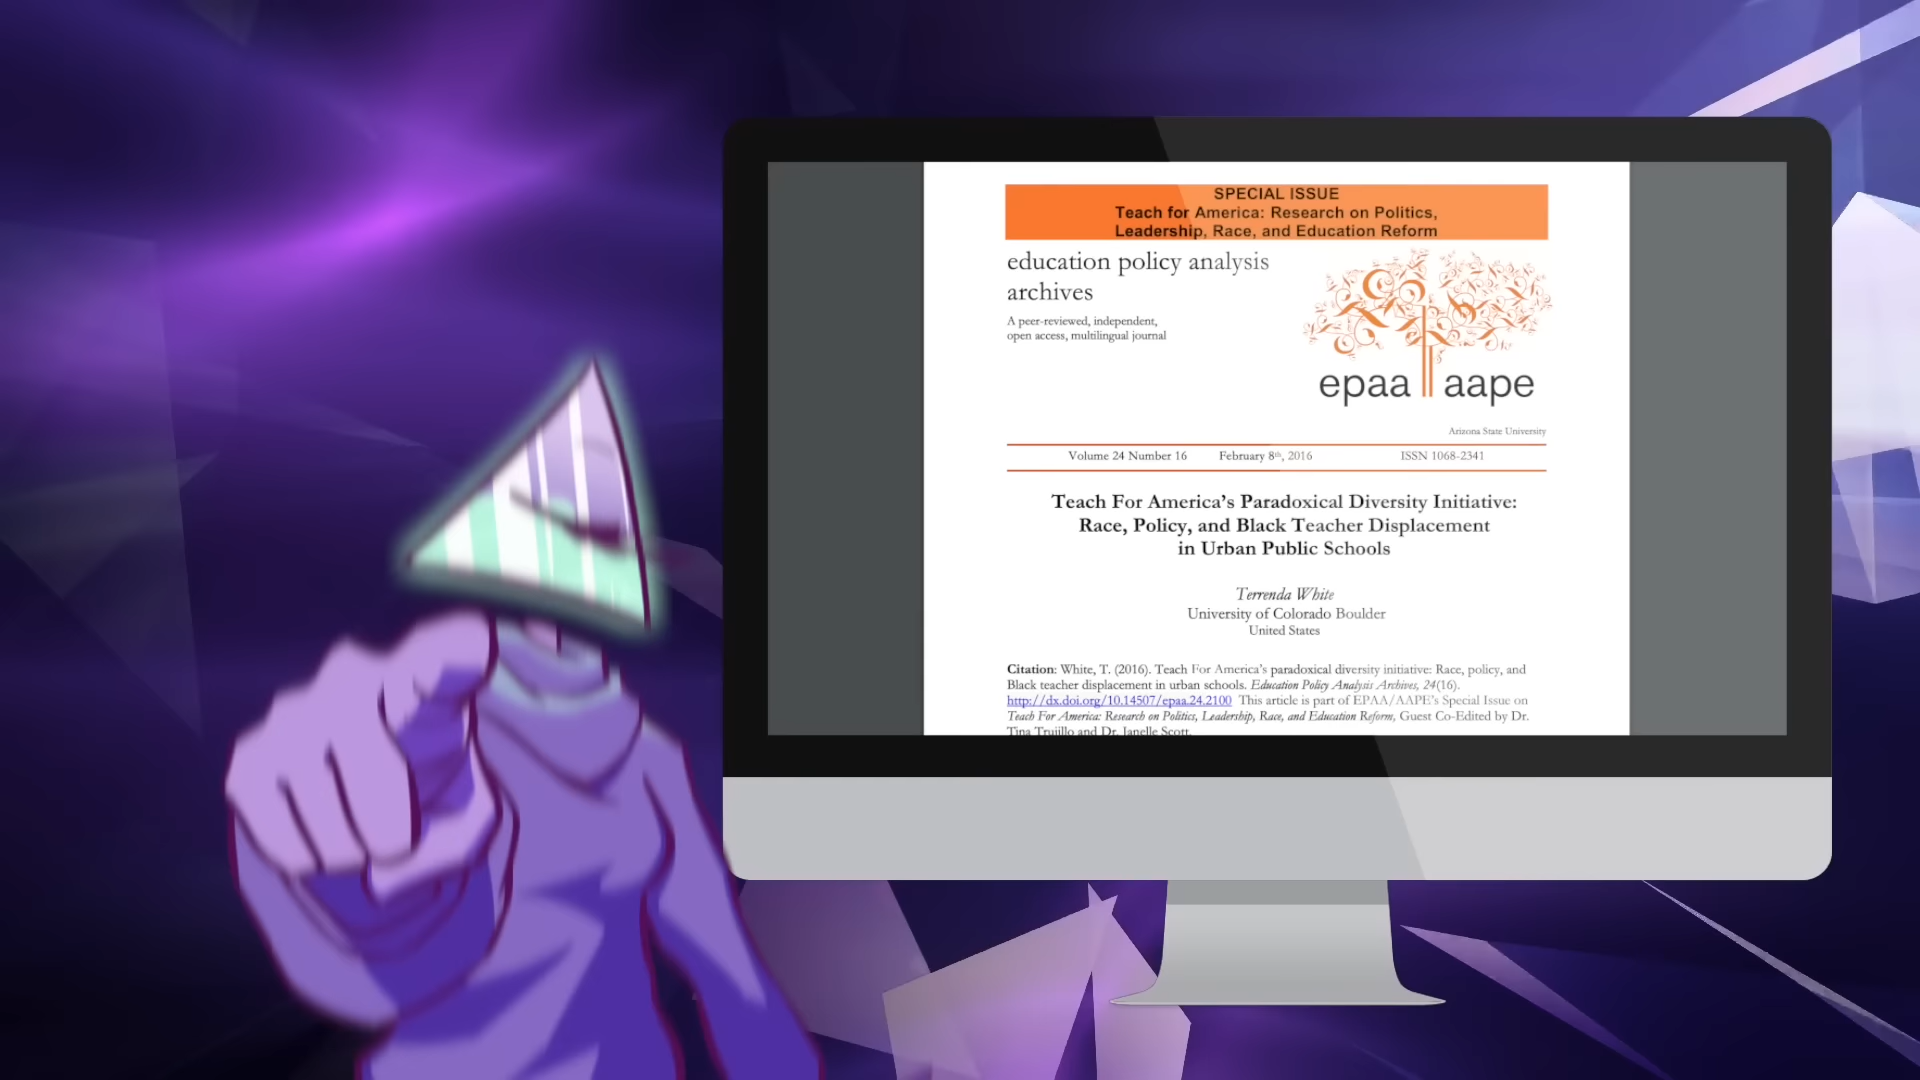 SPECIAL ISSUE
Teach for America: Research on Politics,
Leadership, Race, and Education Reform
education policy analysis
archives
A peer-reviewed, independent,
open access, multilingual journal
epaa aape
Arizona State University
Volume 24 Number 16 February 8th, 2016 ISSN 1068-2341
Teach For America's Paradoxical Diversity Initiative:
Race, Policy, and Black Teacher Displacement
in Urban Public Schools
Terrenda White
University of Colorado Boulder
United States
Citation: White, T. (2016). Teach For America's paradoxical diversity initiative: Race, policy, and
Black teacher displacement in urban schools. Education Policy Analysis Archives, 24(16).
http://dx.doi.org/10.14507/epaa.24.2100 This article is part of EPAA/AAPE's Special Issue on
Teach For America: Research on Politics, Leadership, Race, and Education Reform, Guest Co-Edited by Dr.
Tina Trujillo and Dr. Janelle Scott.